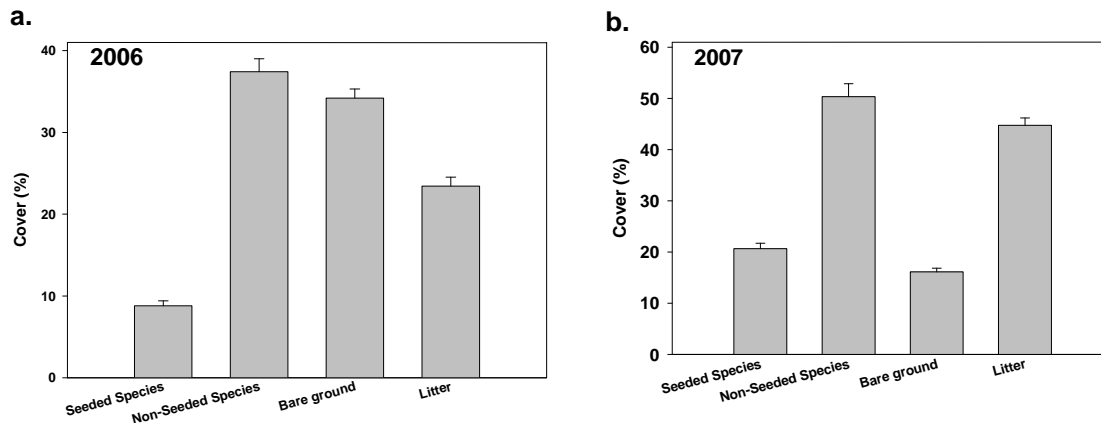 a.
2006
Cover (%)
40
30
20
10
0
Seeded Species
Non-Seeded Species
Bare ground
Litter
b.
2007
Cover (%)
60
50
40
30
20
10
0
Seeded Species
Non-Seeded Species
Bare ground
Litter